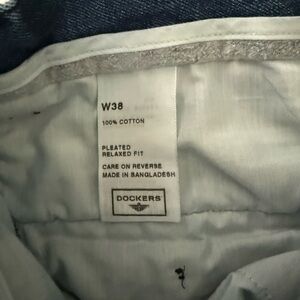 W38
100% COTTON
PLEATED
RELAXED FIT
CARE ON REVERSE
MADE IN BANGLADESH
DOCKERS